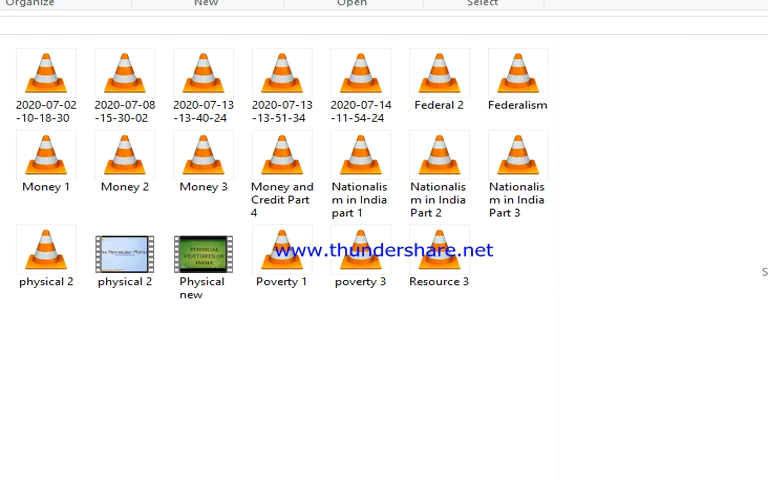 Organize New Open Select
2020-07-02 2020-07-08 2020-07-13 2020-07-13 2020-07-14 Federal 2 Federalism
-10-18-30 -15-30-02 -13-40-24 -13-51-34 -11-54-24
Money 1 Money 2 Money 3 Money and Nationalis Nationalis Nationalis
Credit Part m in India m in India m in India
4 part 1 Part 2 Part 3
PHYSICAL
FEATURES OF
INDIA
www.thundershare.net
physical 2 physical 2 Physical Poverty 1 poverty 3 Resource 3
new
S